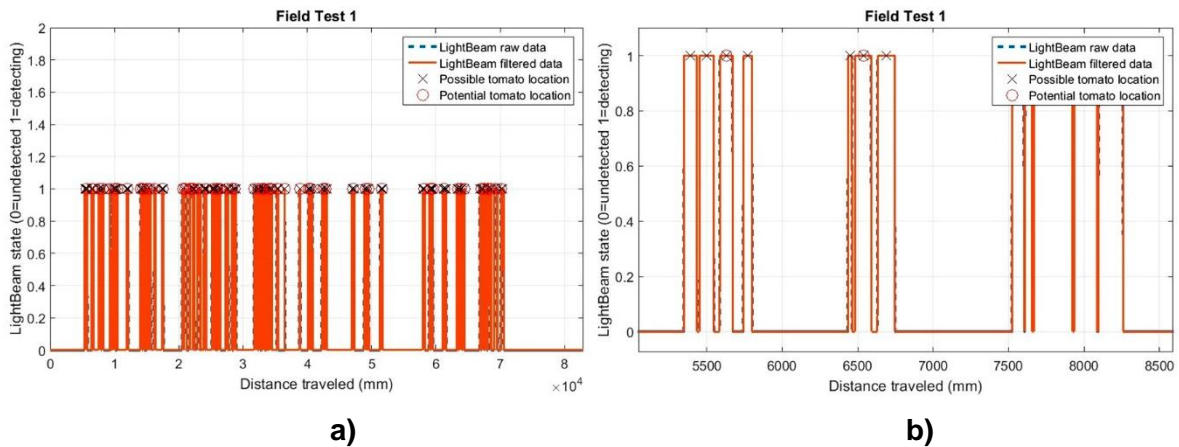 Field Test 1
LightBeam state (0=undetected 1=detecting)
2
1.8
1.6
1.4
1.2
1
0.8
0.6
0.4
0.2
0
LightBeam raw data
LightBeam filtered data
Possible tomato location
Potential tomato location
0 1 2 3 4 5 6 7 8
Distance traveled (mm)
×10⁴
a)
Field Test 1
LightBeam state (0=undetected 1=detecting)
1
0.8
0.6
0.4
0.2
0
LightBeam raw data
LightBeam filtered data
Possible tomato location
Potential tomato location
5500 6000 6500 7000 7500 8000 8500
Distance traveled (mm)
b)
a)
b)